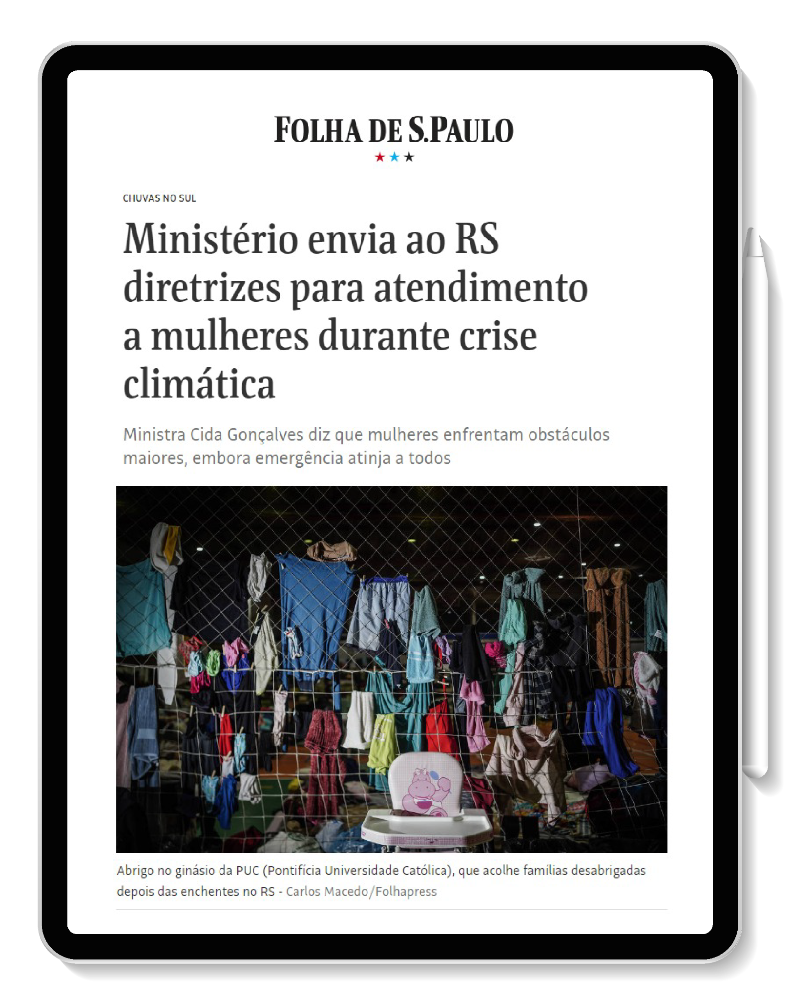 FOLHA DE S.PAULO
CHUVAS NO SUL
Ministério envia ao RS
diretrizes para atendimento
a mulheres durante crise
climática
Ministra Cida Gonçalves diz que mulheres enfrentam obstáculos
maiores, embora emergência atinja a todos
Abrigo no ginásio da PUC (Pontifícia Universidade Católica), que acolhe famílias desabrigadas
depois das enchentes no RS - Carlos Macedo/Folhapress